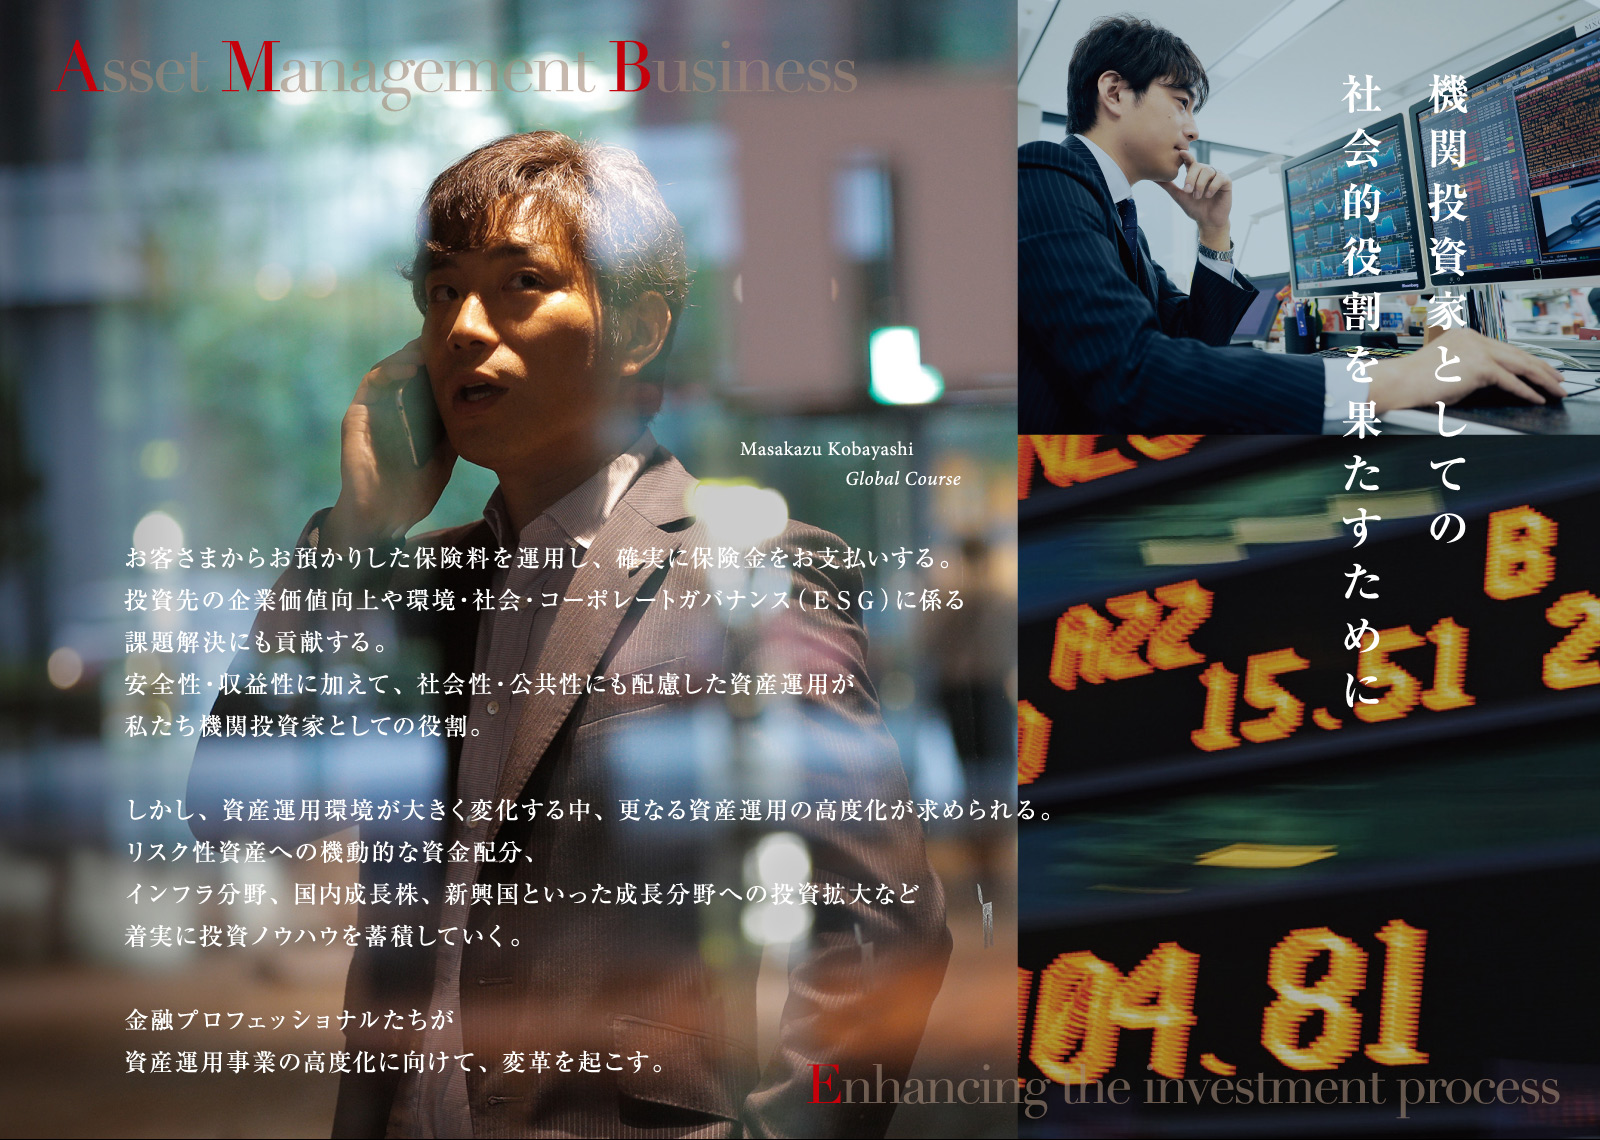 Asset Management Business
機関投資家としての
社会的役割を果たすために
Masakazu Kobayashi
Global Course
お客さまからお預かりした保険料を運用し、確実に保険金をお支払いする。
投資先の企業価値向上や環境・社会・コーポレートガバナンス（ESG）に係る
課題解決にも貢献する。
安全性・収益性に加えて、社会性・公共性にも配慮した資産運用が
私たち機関投資家としての役割。
しかし、資産運用環境が大きく変化する中、更なる資産運用の高度化が求められる。
リスク性資産への機動的な資金配分、
インフラ分野、国内成長株、新興国といった成長分野への投資拡大など
着実に投資ノウハウを蓄積していく。
金融プロフェッショナルたちが
資産運用事業の高度化に向けて、変革を起こす。
B
A22
15.51
2
04.81
Enhancing the investment process